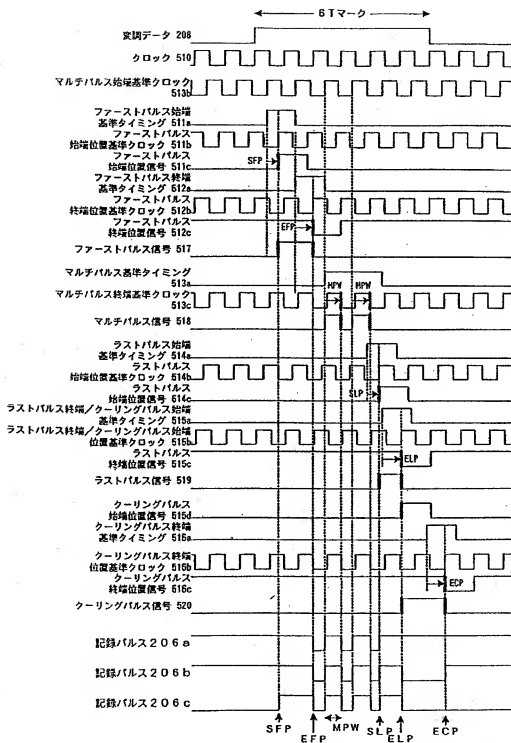 6Tマーク
変調データ 208
クロック 510
マルチパルス始端基準クロック
513b
ファーストパルス始端
基準タイミング 511a
ファーストパルス
始端位置基準クロック 511b
ファーストパルス
始端位置信号 511c
SFP
ファーストパルス終端
基準タイミング 512a
ファーストパルス
終端位置基準クロック 512b
ファーストパルス
終端位置信号 512c
EFP
ファーストパルス信号 517
マルチパルス基準タイミング
513a
マルチパルス終端基準クロック
513c
MPW MPW
マルチパルス信号 518
ラストパルス始端
基準タイミング 514a
ラストパルス
始端位置基準クロック 514b
ラストパルス
始端位置信号 514c
SLP
ラストパルス終端/クーリングパルス始端
基準タイミング 515a
ラストパルス終端/クーリングパルス始端
位置基準クロック 515b
ラストパルス
終端位置信号 515c
ELP
ラストパルス信号 519
クーリングパルス
始端位置信号 515d
クーリングパルス終端
基準タイミング 516a
クーリングパルス終端
位置基準クロック 516b
クーリングパルス
終端位置信号 516c
ECP
クーリングパルス信号 520
記録パルス206a
記録パルス206b
記録パルス206c
SFP EFP MPW SLP ELP ECP